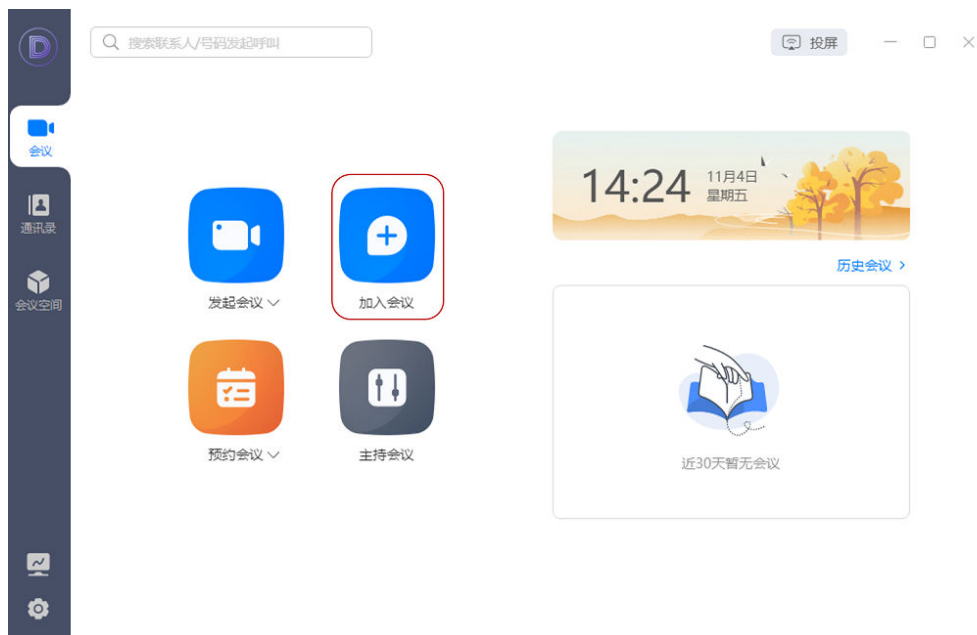 搜索联系人/号码发起呼叫
投屏
会议
通讯录
会议空间
发起会议
加入会议
预约会议
主持会议
14:24
11月4日
星期五
历史会议
近30天暂无会议